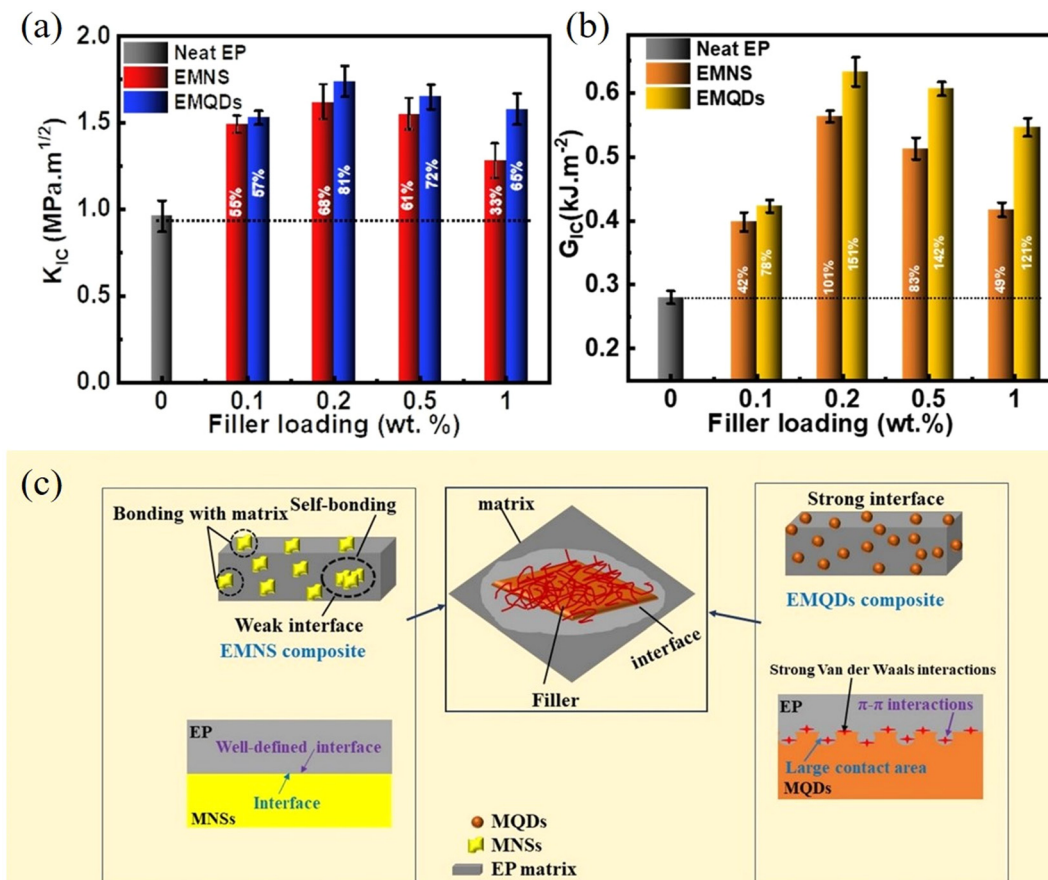 (a)
2.0
1.5
1.0
0.5
0.0
K_IC (MPa.m^1/2)
Neat EP
EMNS
EMQDs
55%
57%
68%
81%
61%
72%
33%
65%
0 0.1 0.2 0.5 1
Filler loading (wt. %)
(b)
0.6
0.5
0.4
0.3
0.2
G_IC(kJ.m^-2)
Neat EP
EMNS
EMQDs
42%
78%
101%
151%
83%
142%
49%
121%
0 0.1 0.2 0.5 1
Filler loading (wt.%)
(c)
Self-bonding
Bonding with matrix
Weak interface
EMNS composite
EP
Well-defined interface
Interface
MNSs
matrix
interface
Filler
Strong interface
EMQDs composite
Strong Van der Waals interactions
EP
π-π interactions
Large contact area
MQDs
MQDs
MNSs
EP matrix